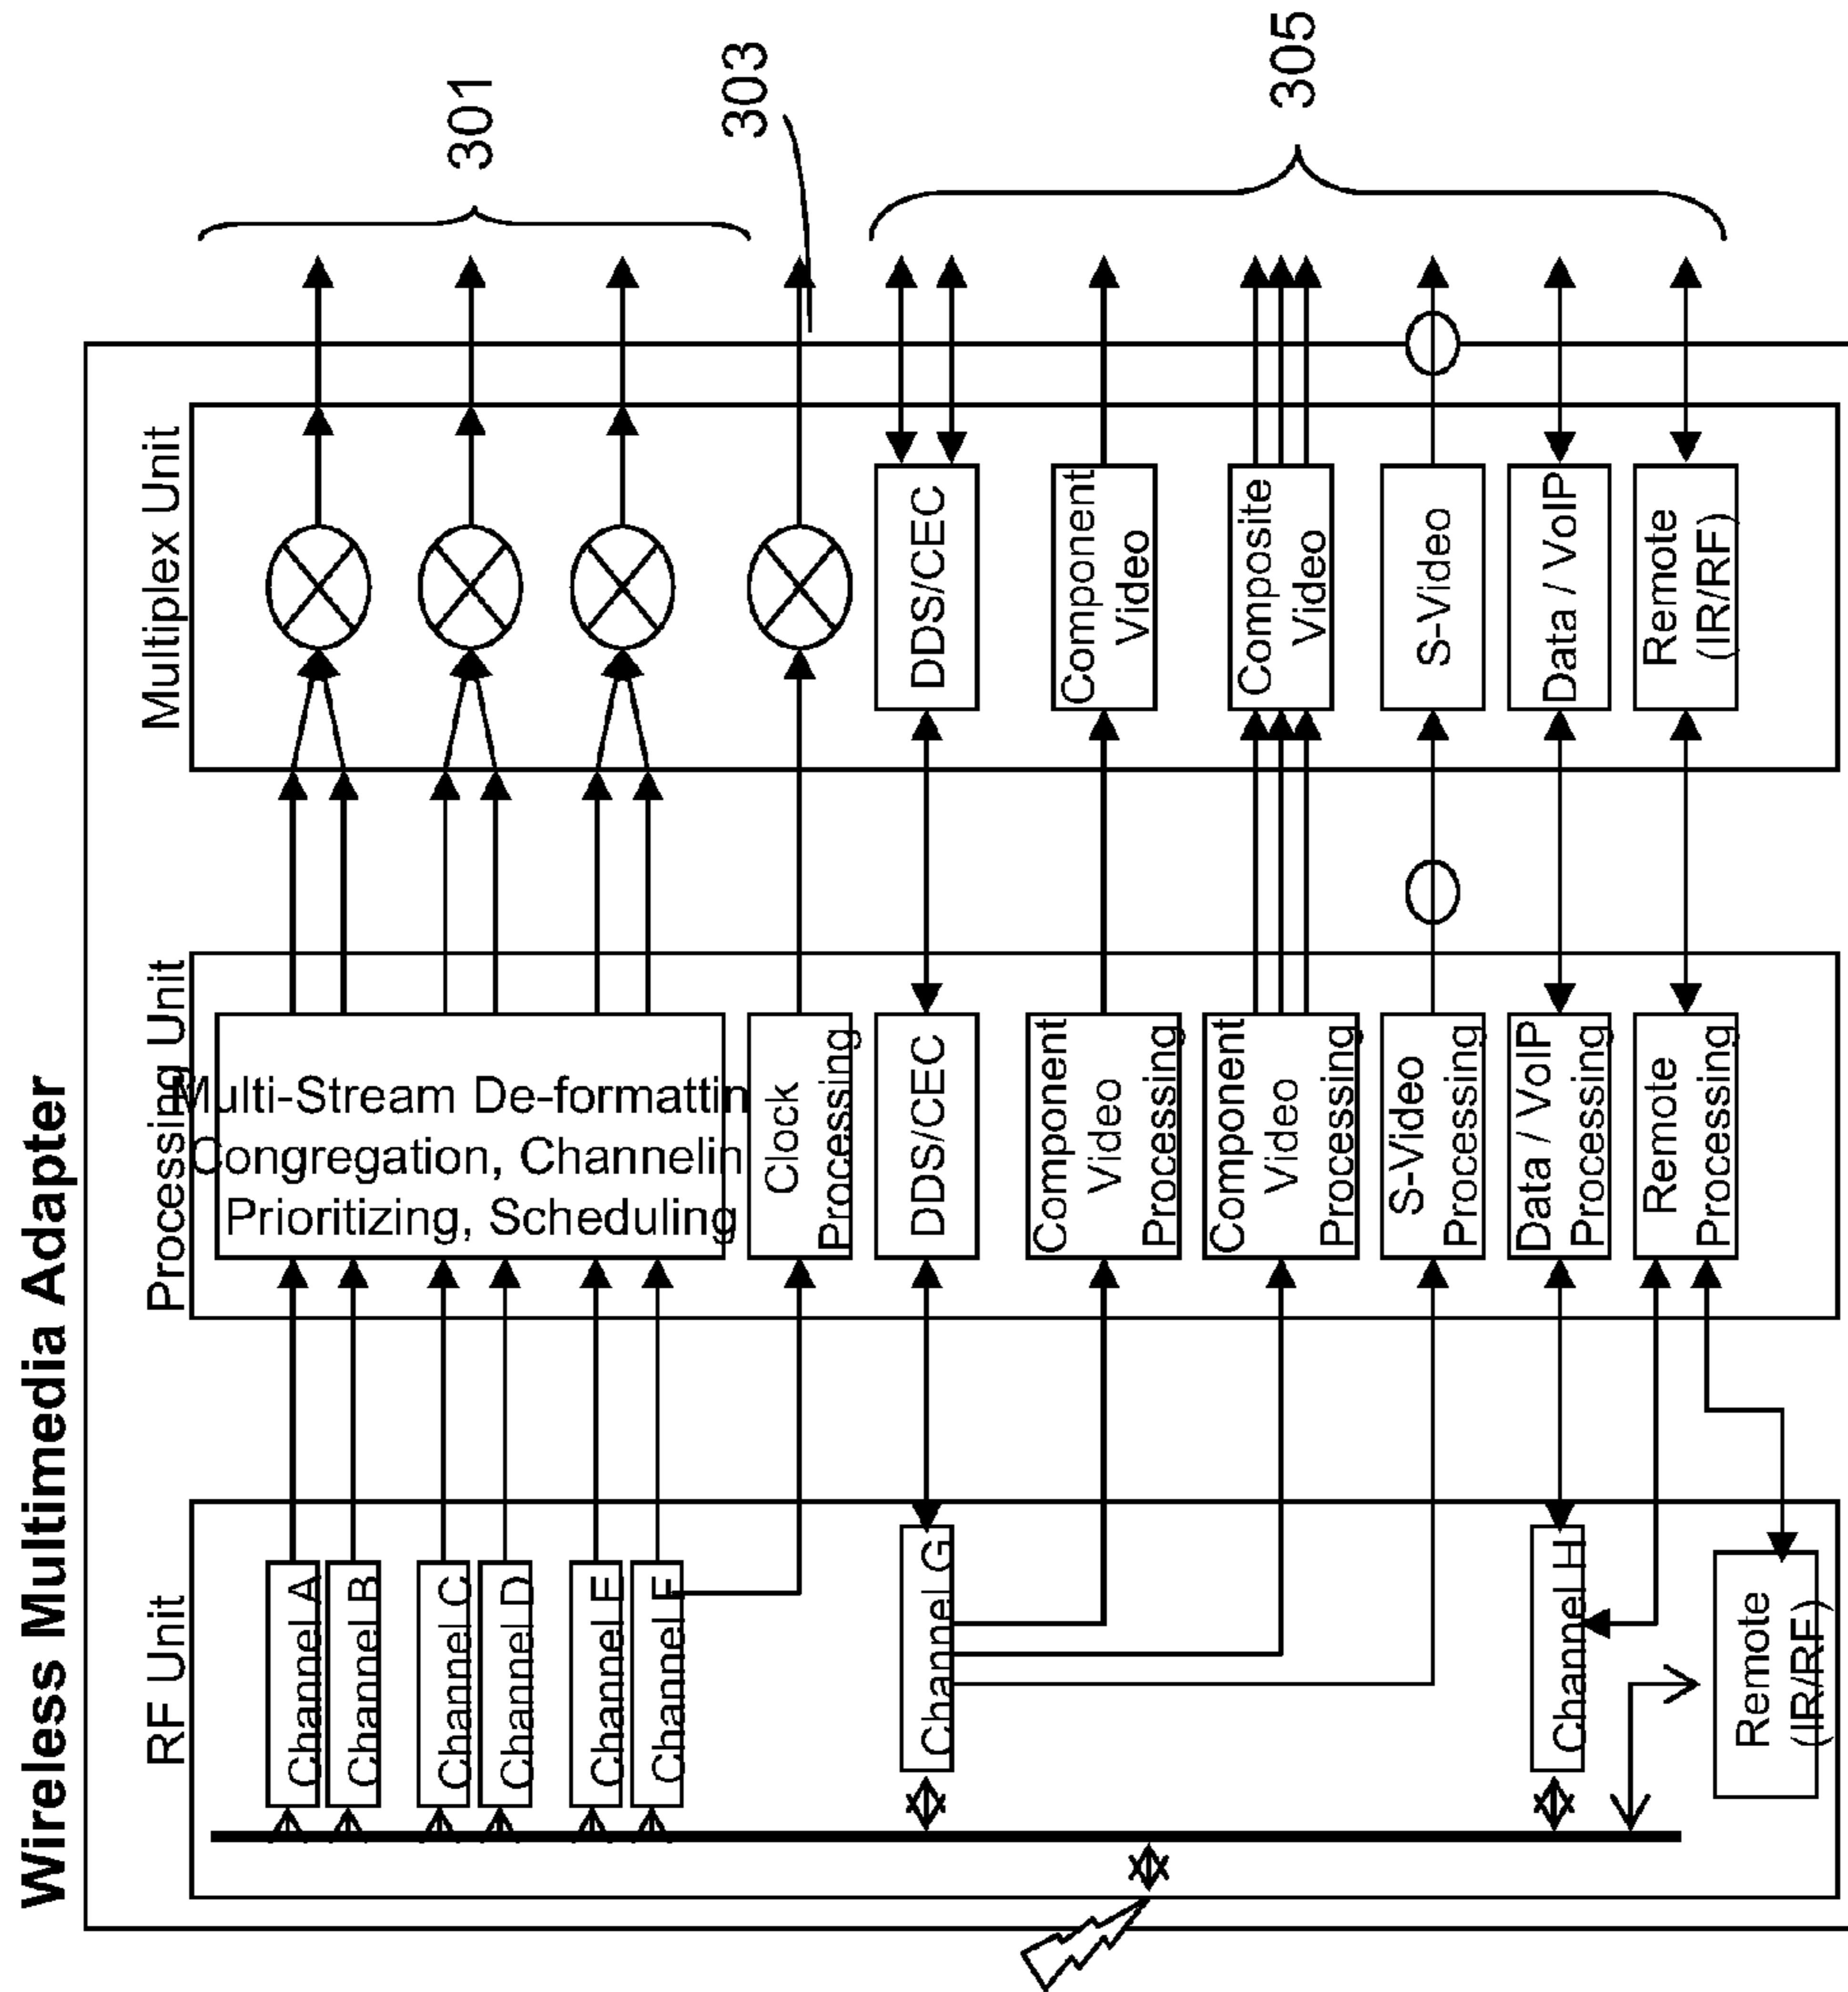 Wireless Multimedia Adapter
RF Unit
Channel A
Channel B
Channel C
Channel D
Channel E
Channel F
Channel G
Channel H
Remote
(IR/RF)
Processing Unit
Multi-Stream De-formattin
Congregation, Channelin
Prioritizing, Scheduling
Clock
Processing
DDS/CEC
Component
Video
Processing
Component
Video
Processing
S-Video
Processing
Data / VoIP
Processing
Remote
Processing
Multiplex Unit
DDS/CEC
Component
Video
Composite
Video
S-Video
Data / VoIP
Remote
(IR/RF)
301
303
305